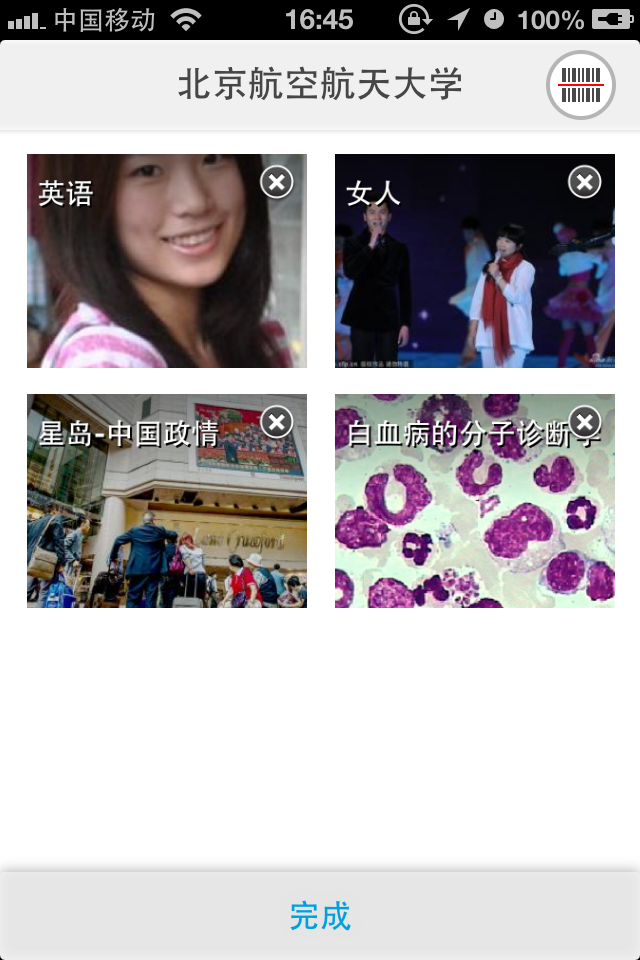 中国移动 16:45 100%
北京航空航天大学
英语
女人
星岛-中国政情
白血病的分子诊断学
完成